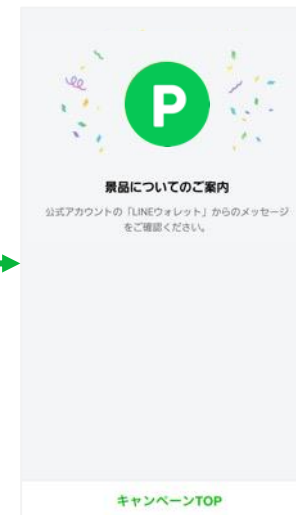 P
景品についてのご案内
公式アカウントの「LINEウォレット」からのメッセージ
をご確認ください。
キャンペーンTOP